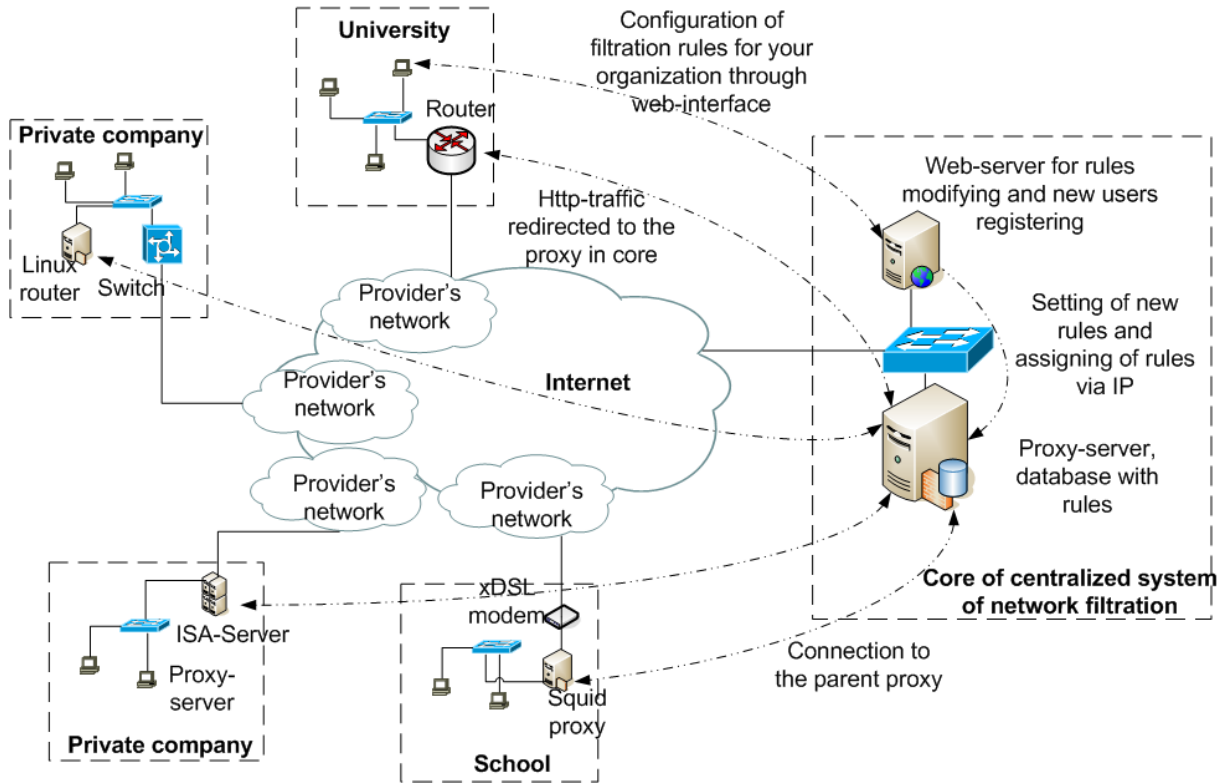 University
Router
Configuration of
filtration rules for your
organization through
web-interface
Private company
Linux
router
Switch
Http-traffic
redirected to the
proxy in core
Web-server for rules
modifying and new users
registering
Setting of new
rules and
assigning of rules
via IP
Proxy-server,
database with
rules
Core of centralized system
of network filtration
Provider's
network
Provider's
network
Internet
Provider's
network
Provider's
network
ISA-Server
Proxy-
server
Private company
xDSL
modem
Squid
proxy
School
Connection to
the parent proxy